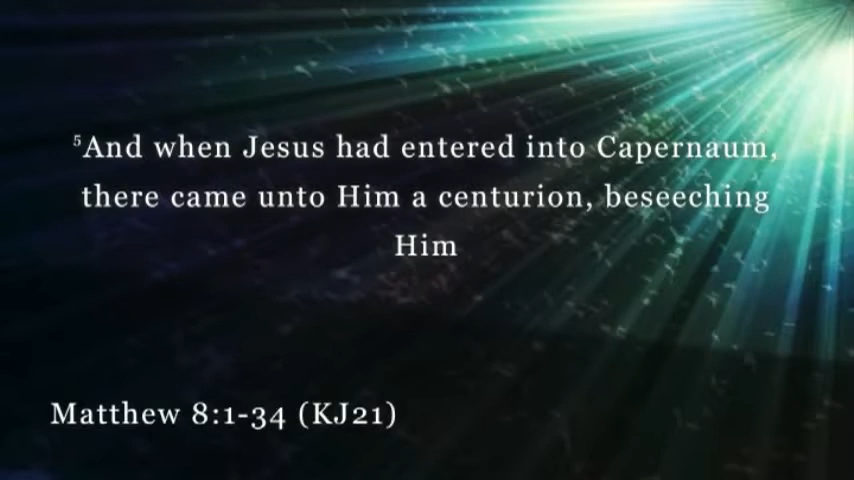 ⁵And when Jesus had entered into Capernaum,
there came unto Him a centurion, beseeching
Him
Matthew 8:1-34 (KJ21)